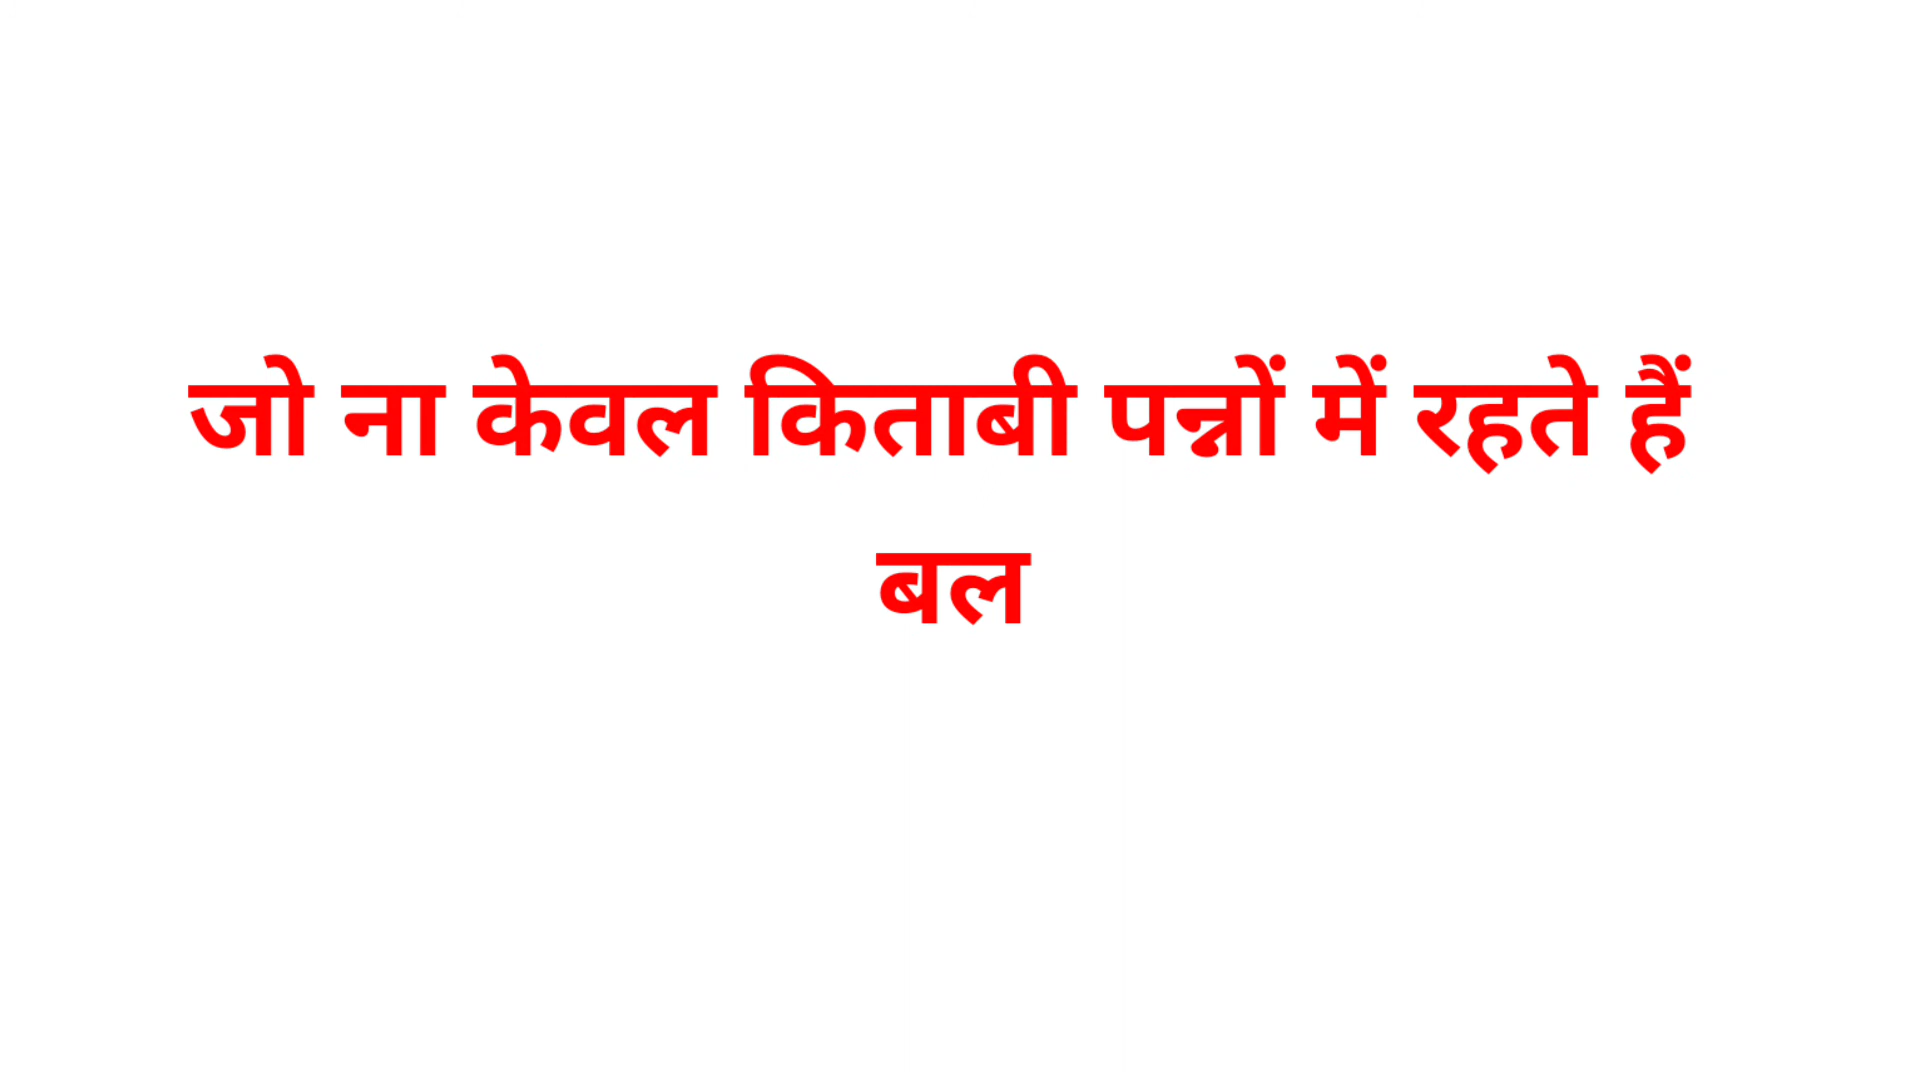 जो ना केवल किताबी पन्नों में रहते हैं
बल